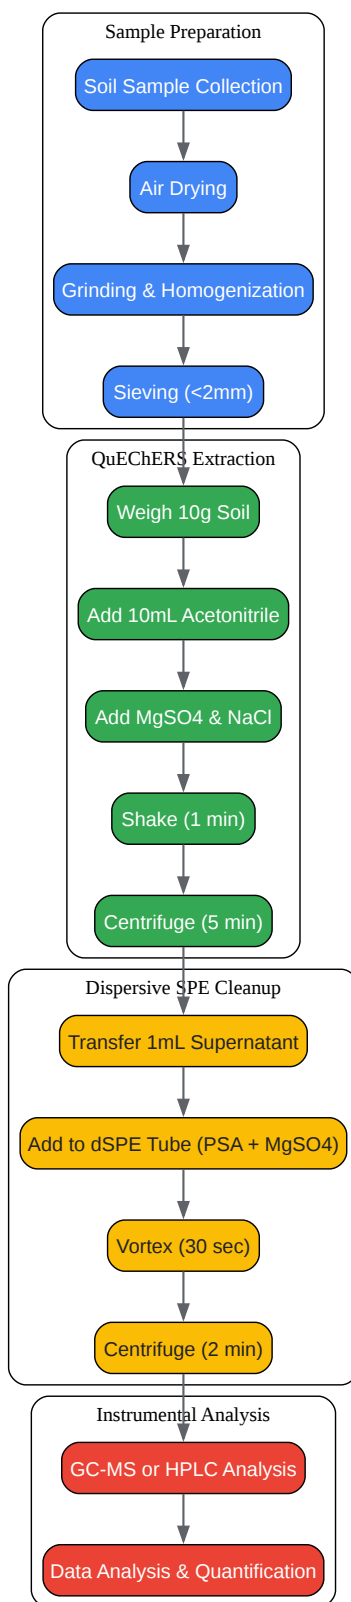 Sample Preparation
Soil Sample Collection
Air Drying
Grinding & Homogenization
Sieving (<2mm)
QuEChERS Extraction
Weigh 10g Soil
Add 10mL Acetonitrile
Add MgSO4 & NaCl
Shake (1 min)
Centrifuge (5 min)
Dispersive SPE Cleanup
Transfer 1mL Supernatant
Add to dSPE Tube (PSA + MgSO4)
Vortex (30 sec)
Centrifuge (2 min)
Instrumental Analysis
GC-MS or HPLC Analysis
Data Analysis & Quantification